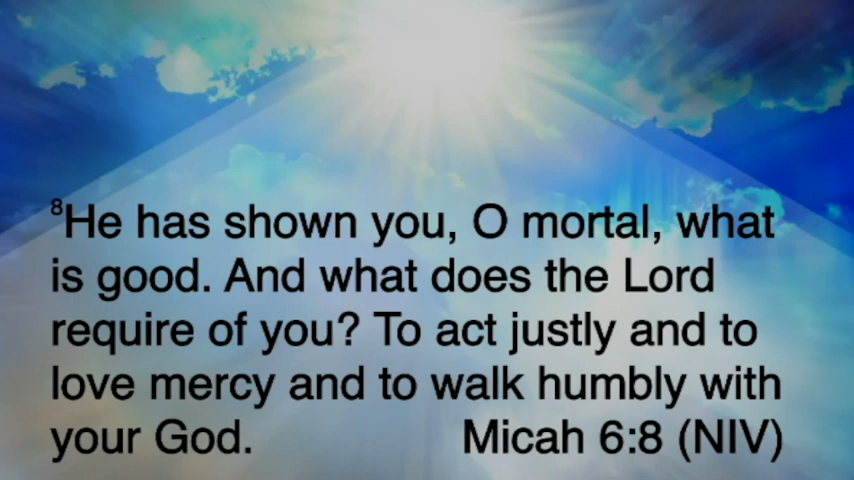 ⁸He has shown you, O mortal, what
is good. And what does the Lord
require of you? To act justly and to
love mercy and to walk humbly with
your God. Micah 6:8 (NIV)